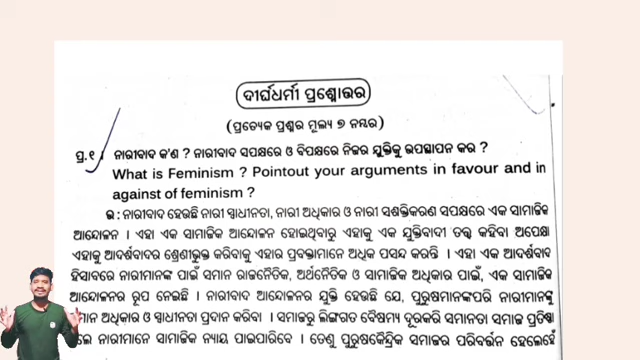 ଦୀର୍ଘଧର୍ମୀ ପ୍ରଶ୍ନୋତ୍ତର
(ପ୍ରତ୍ୟେକ ପ୍ରଶ୍ନର ମୂଲ୍ୟ ୭ ନମ୍ବର)
ପ୍ର.୧ । ନାରୀବାଦ କ'ଣ ? ନାରୀବାଦ ସପକ୍ଷରେ ଓ ବିପକ୍ଷରେ ନିଜର ଯୁକ୍ତିକୁ ଉପସ୍ଥାପନ କର ?
What is Feminism ? Pointout your arguments in favour and in
against of feminism ?
ଉ : ନାରୀବାଦ ହେଉଛି ନାରୀ ସ୍ୱାଧୀନତା, ନାରୀ ଅଧିକାର ଓ ନାରୀ ସଶକ୍ତିକରଣ ସପକ୍ଷରେ ଏକ ସାମାଜିକ
ଆନ୍ଦୋଳନ । ଏହା ଏକ ସାମାଜିକ ଆନ୍ଦୋଳନ ହୋଇଥିବାରୁ ଏହାକୁ ଏକ ଯୁକ୍ତିବାଦୀ ତତ୍ତ୍ୱ କହିବା ଅପେକ୍ଷା
ଏହାକୁ ଆଦର୍ଶବାଦର ଶ୍ରେଣୀଭୁକ୍ତ କରିବାକୁ ଏହାର ପ୍ରବକ୍ତାମାନେ ଅଧିକ ପସନ୍ଦ କରନ୍ତି । ଏହା ଏକ ଆଦର୍ଶବାଦ
ହିସାବରେ ନାରୀମାନଙ୍କ ପାଇଁ ସମାନ ରାଜନୈତିକ, ଅର୍ଥନୈତିକ ଓ ସାମାଜିକ ଅଧିକାର ପାଇଁ, ଏକ ସାମାଜିକ
ଆନ୍ଦୋଳନର ରୂପ ନେଇଛି । ନାରୀବାଦ ଆନ୍ଦୋଳନର ଯୁକ୍ତି ହେଉଛି ଯେ, ପୁରୁଷମାନଙ୍କପରି ନାରୀମାନଙ୍କୁ
ଅଧିକାର ଓ ସ୍ୱାଧୀନତା ପ୍ରଦାନ କରିବା । ସମାଜରୁ ଲିଙ୍ଗଗତ ବୈଷମ୍ୟ ଦୂରକରି ସମାନତା ସମାଜ ପ୍ରତିଷ୍ଠା
ନାରୀମାନେ ସାମାଜିକ ନ୍ୟାୟ ପାଇପାରିବେ । ତେଣୁ ପୁରୁଷକୈନ୍ଦ୍ରିକ ସମାଜର ପରିବର୍ତ୍ତନ ହେଲେହେଁ